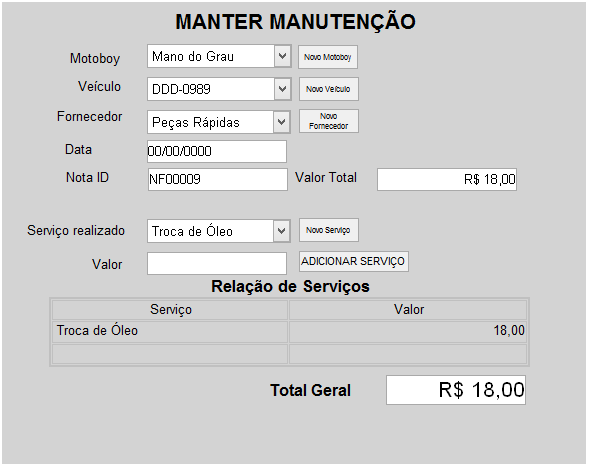 MANTER MANUTENÇÃO
Motoboy Mano do Grau Novo Motoboy
Veículo DDD-0989 Novo Veículo
Fornecedor Peças Rápidas Novo Fornecedor
Data 00/00/0000
Nota ID NF00009 Valor Total R$ 18,00
Serviço realizado Troca de Óleo Novo Serviço
Valor ADICIONAR SERVIÇO
Relação de Serviços
Serviço Valor
Troca de Óleo 18,00
Total Geral R$ 18,00